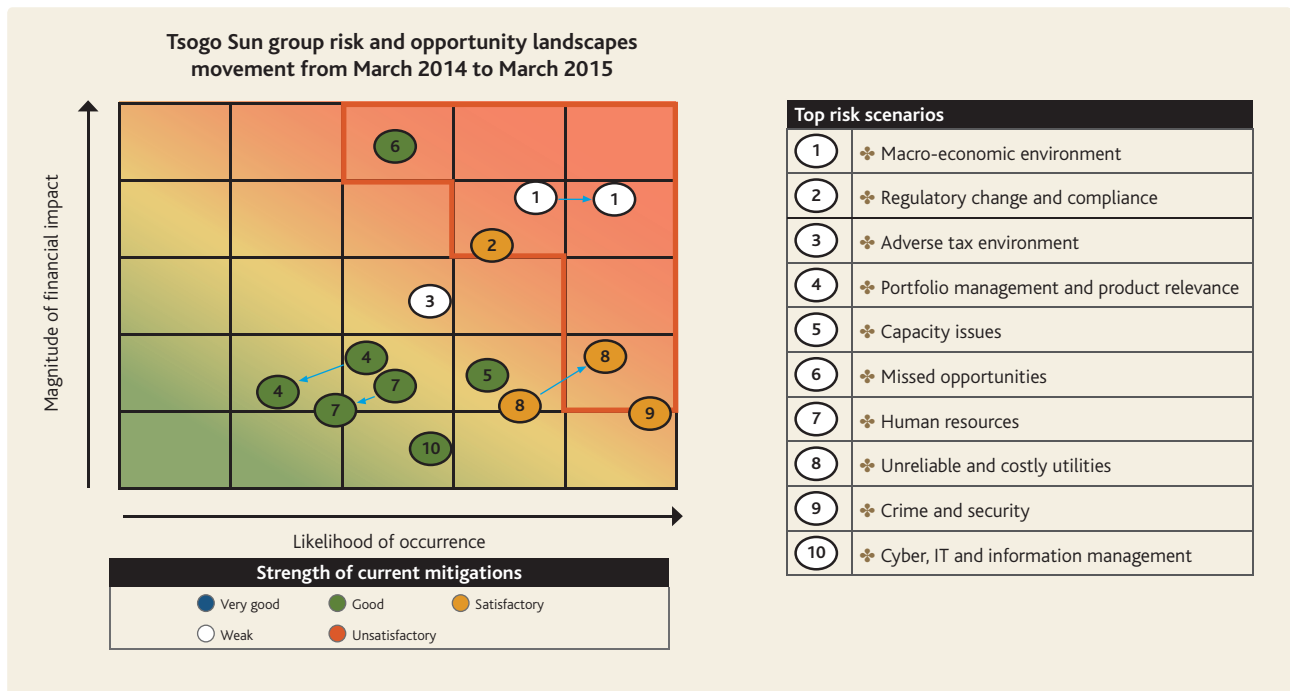 Tsogo Sun group risk and opportunity landscapes
movement from March 2014 to March 2015
Magnitude of financial impact
6
1
1
2
3
4
4
7
7
5
8
8
9
10
Likelihood of occurrence
Strength of current mitigations
Very good
Good
Satisfactory
Weak
Unsatisfactory
Top risk scenarios
1 Macro-economic environment
2 Regulatory change and compliance
3 Adverse tax environment
4 Portfolio management and product relevance
5 Capacity issues
6 Missed opportunities
7 Human resources
8 Unreliable and costly utilities
9 Crime and security
10 Cyber, IT and information management